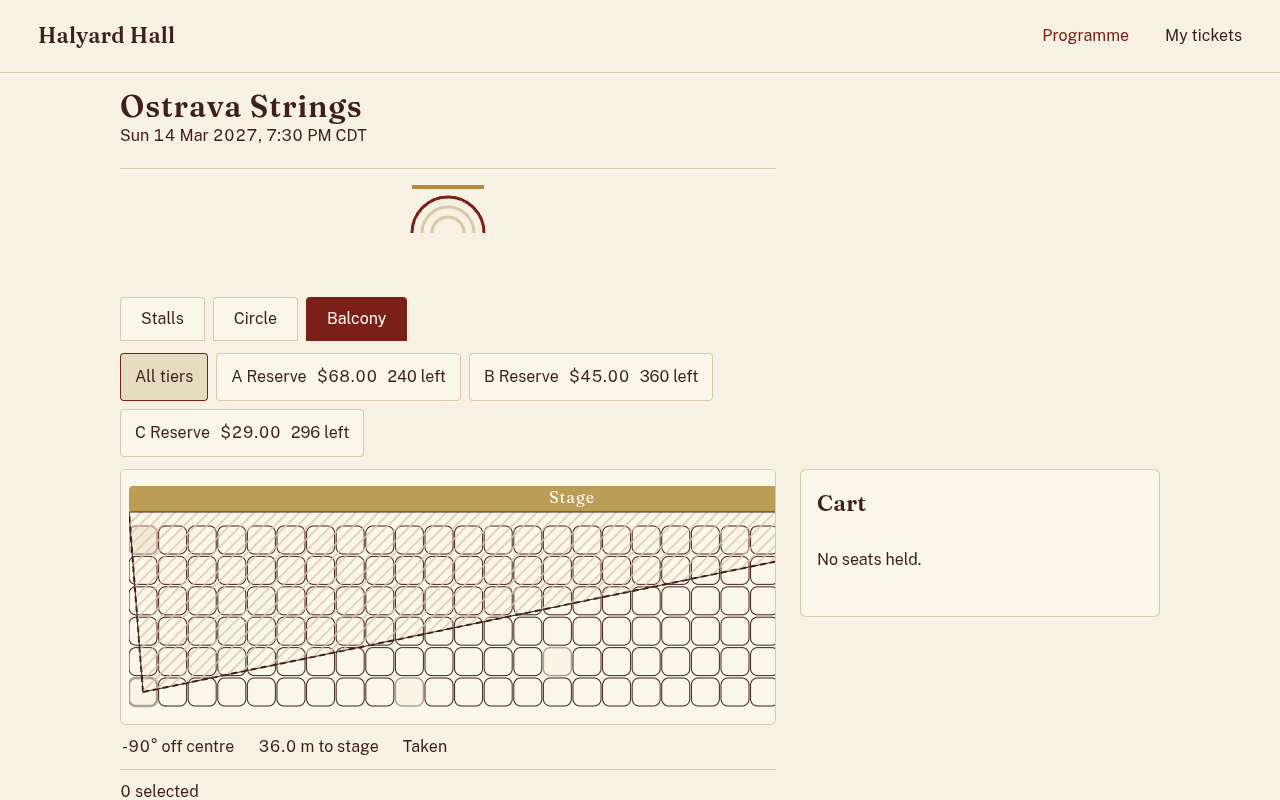 Halyard Hall
Programme
My tickets
Ostrava Strings
Sun 14 Mar 2027, 7:30 PM CDT
Stalls
Circle
Balcony
All tiers
A Reserve $68.00 240 left
B Reserve $45.00 360 left
C Reserve $29.00 296 left
Stage
Cart
No seats held.
-90° off centre
36.0 m to stage
Taken
0 selected